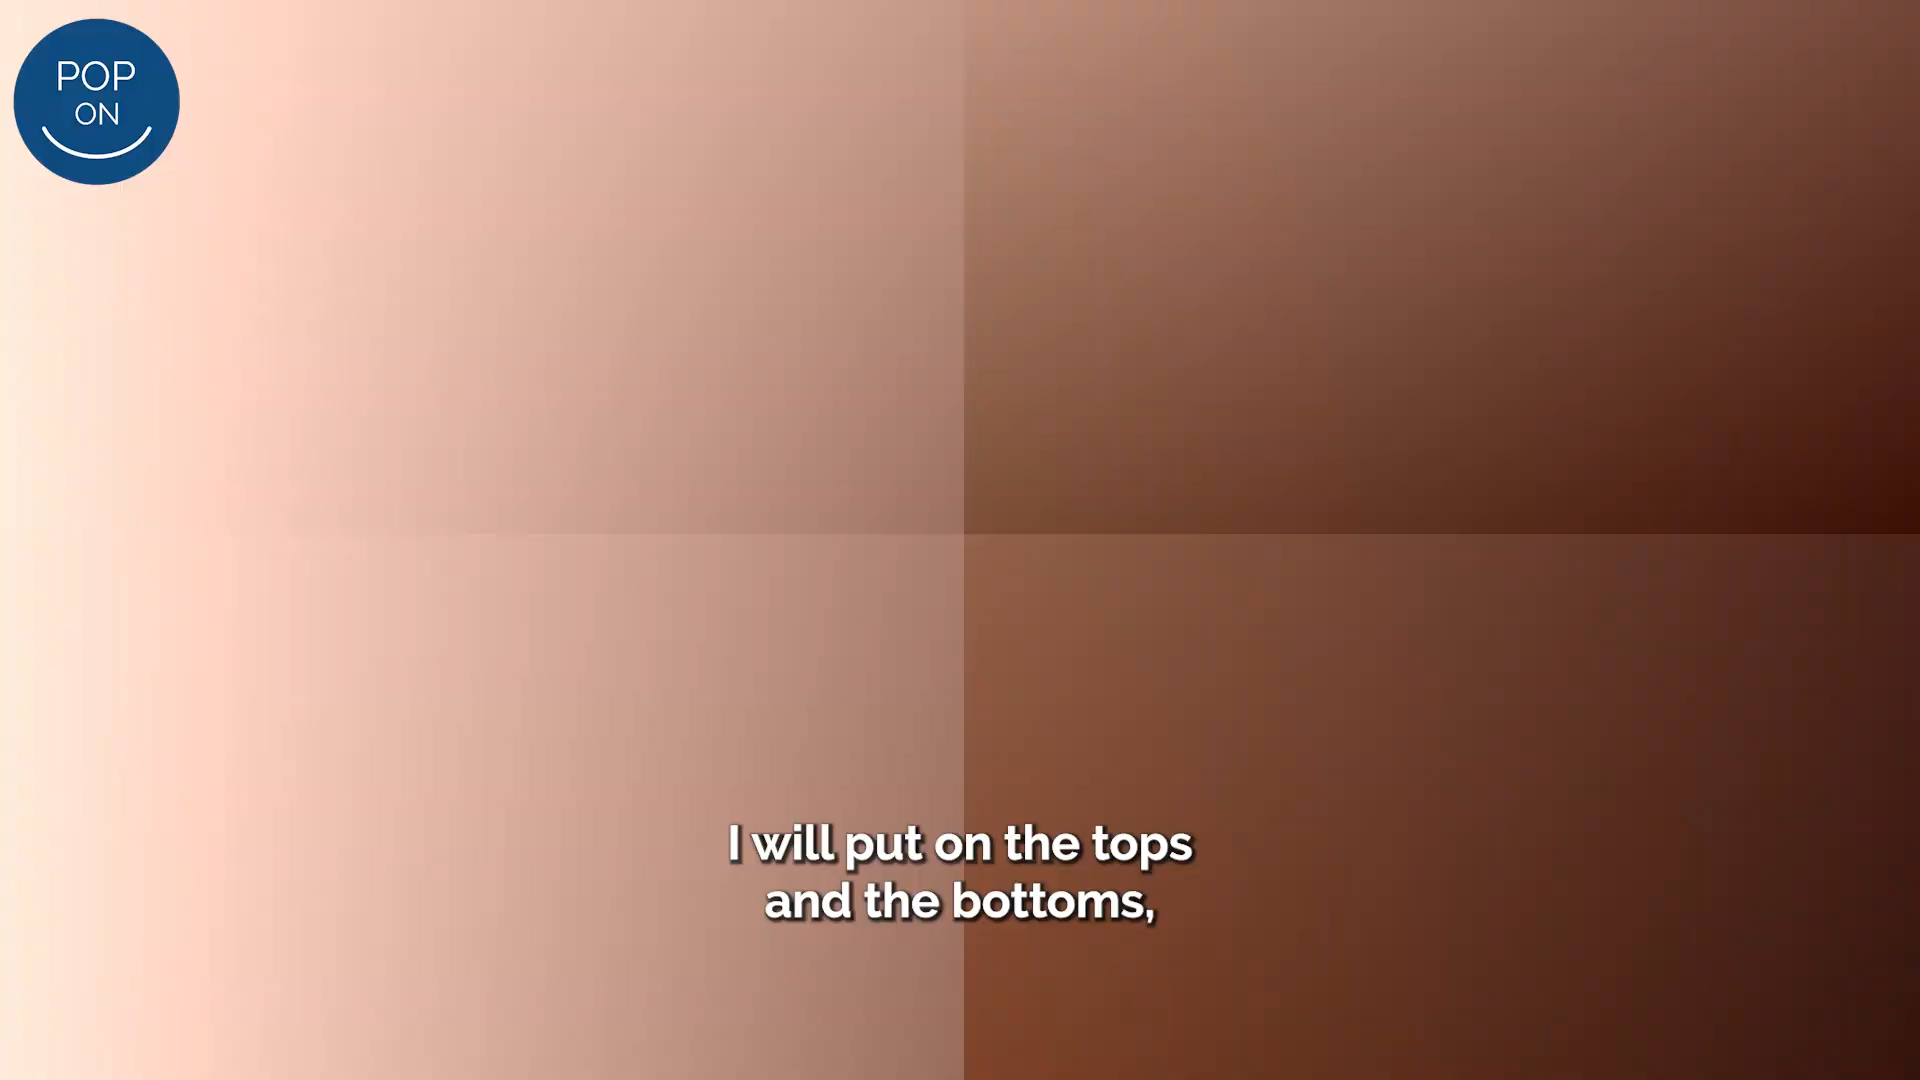 POP
ON
I will put on the tops
and the bottoms,